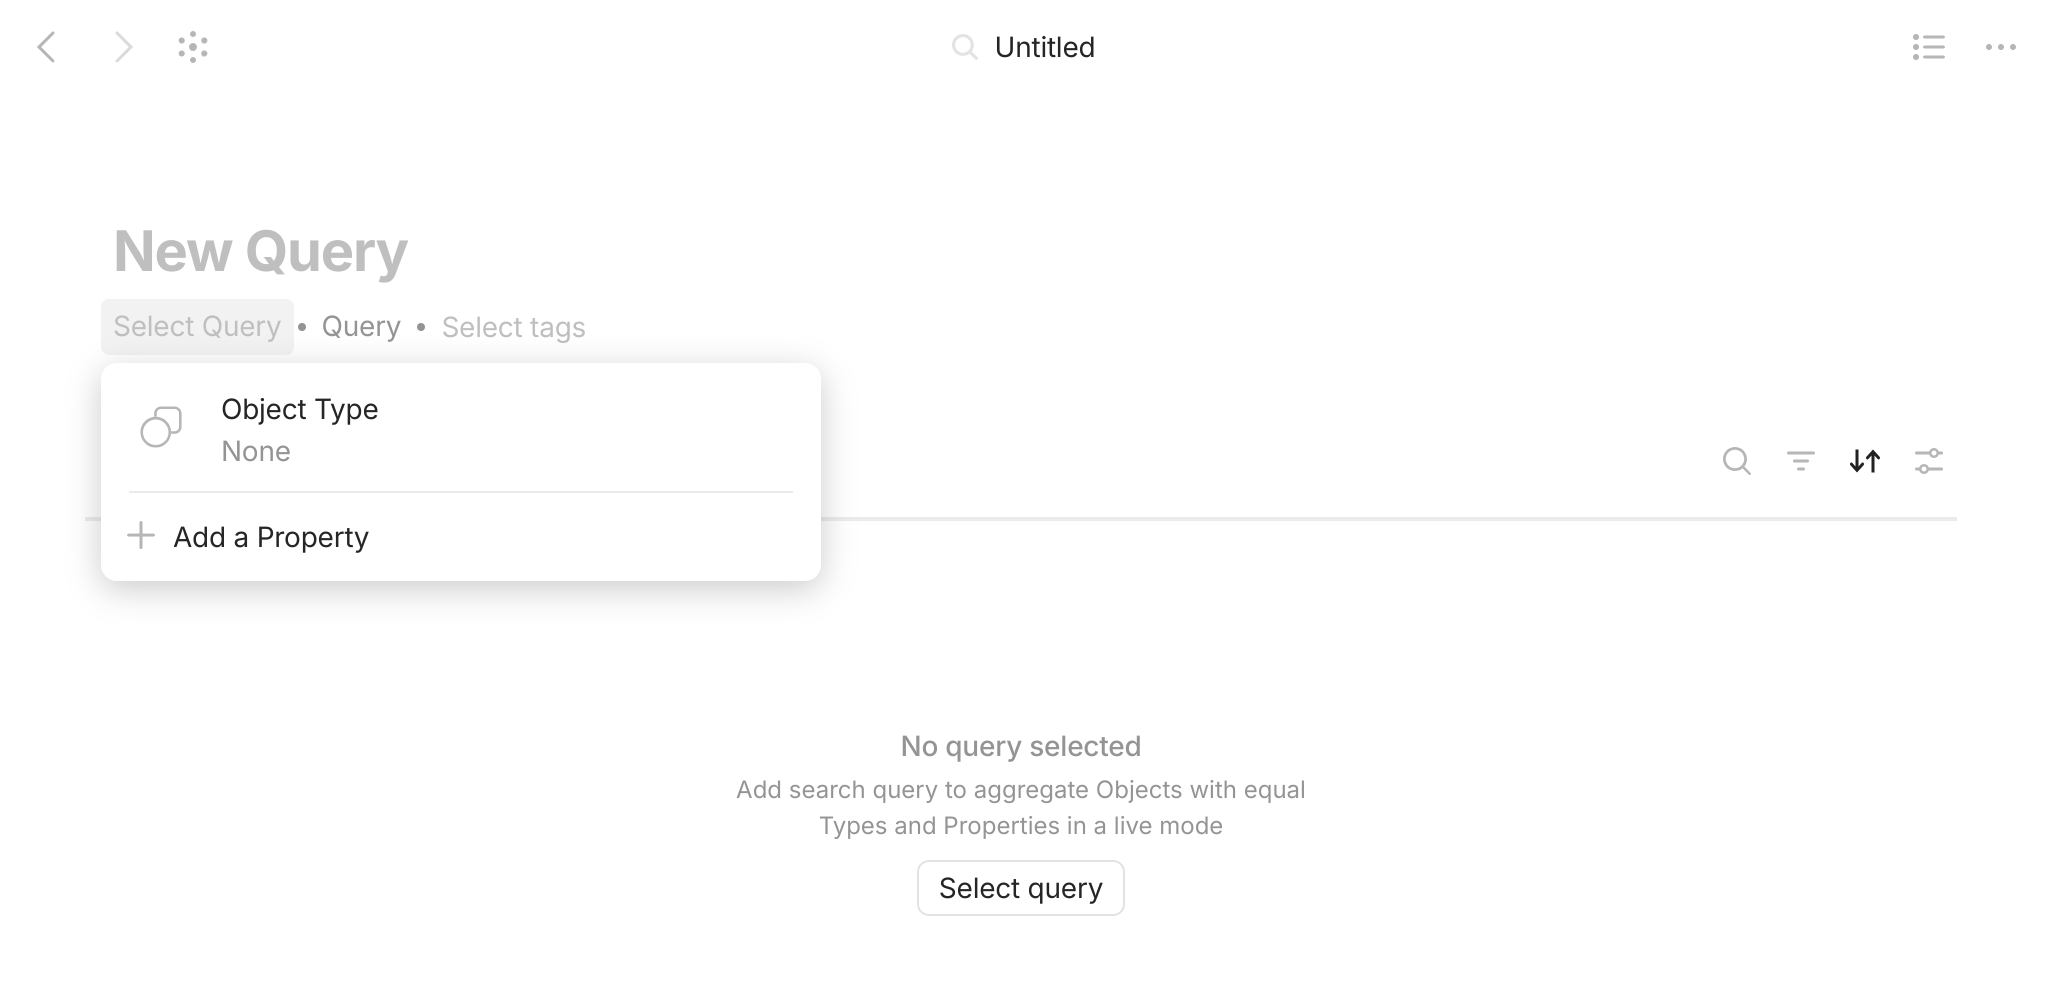 Untitled
New Query
Select Query • Query • Select tags
Object Type
None
Add a Property
No query selected
Add search query to aggregate Objects with equal
Types and Properties in a live mode
Select query